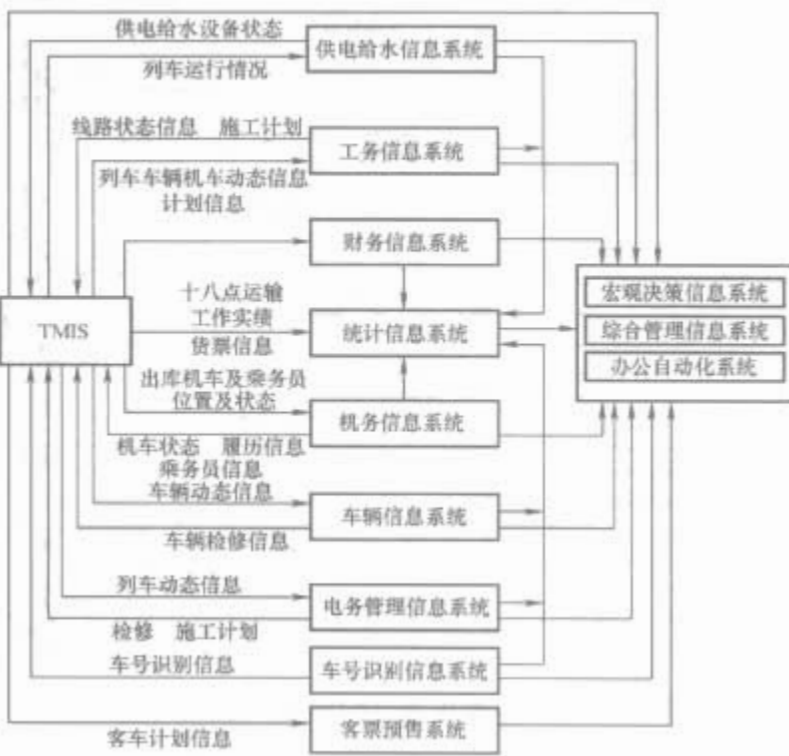 供电给水设备状态
供电给水信息系统
列车运行情况
线路状态信息 施工计划
工务信息系统
列车车辆机车动态信息
计划信息
财务信息系统
十八点运输
工作实绩
货票信息
TMIS
统计信息系统
宏观决策信息系统
综合管理信息系统
办公自动化系统
出库机车及乘务员
位置及状态
机务信息系统
机车状态 履历信息
乘务员信息
车辆动态信息
车辆信息系统
车辆检修信息
列车动态信息
电务管理信息系统
检修 施工计划
车号识别信息
车号识别信息系统
客票预售系统
客车计划信息